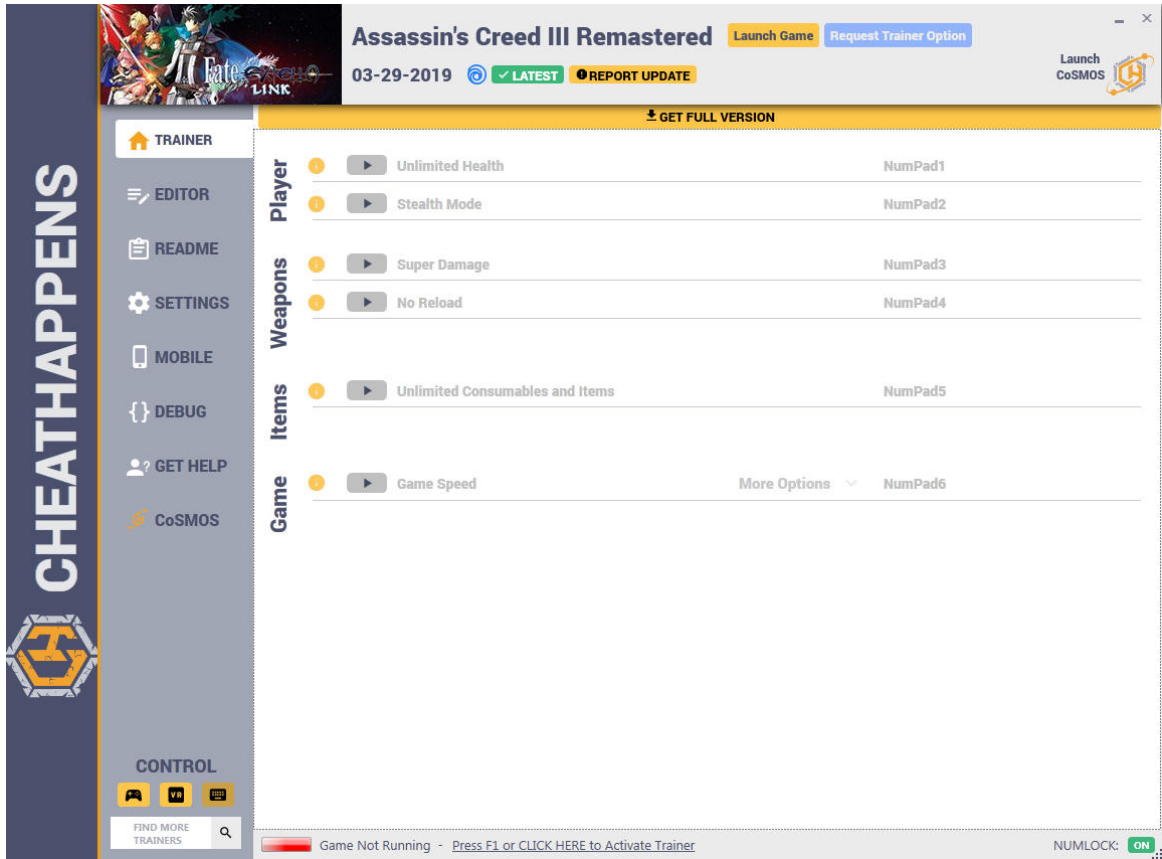 CHEATHAPPENS
Fate/EXTELLA
LINK
Assassin's Creed III Remastered
Launch Game
Request Trainer Option
03-29-2019
LATEST
REPORT UPDATE
Launch
CoSMOS
GET FULL VERSION
TRAINER
EDITOR
README
SETTINGS
MOBILE
{ } DEBUG
? GET HELP
CoSMOS
Player
Unlimited Health NumPad1
Stealth Mode NumPad2
Weapons
Super Damage NumPad3
No Reload NumPad4
Items
Unlimited Consumables and Items NumPad5
Game
Game Speed More Options NumPad6
CONTROL
VR
FIND MORE
TRAINERS
Game Not Running - Press F1 or CLICK HERE to Activate Trainer
NUMLOCK: ON